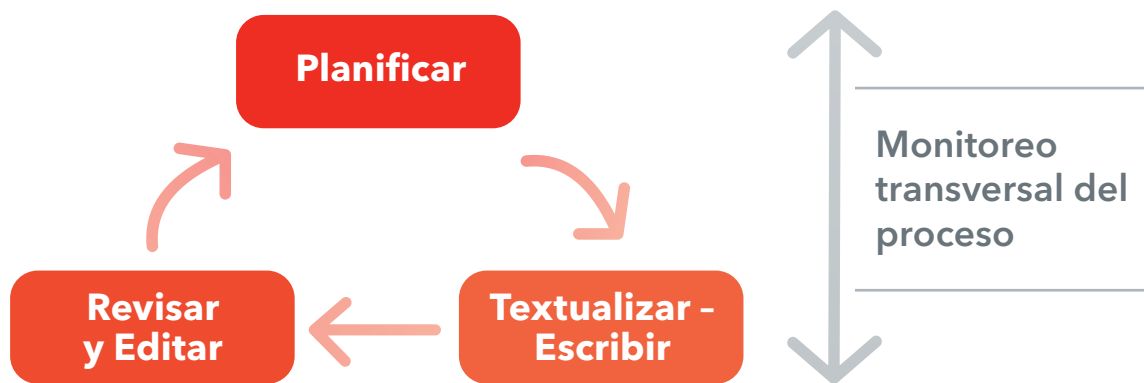 Planificar
Monitoreo
transversal del
proceso
Revisar
y Editar
Textualizar –
Escribir